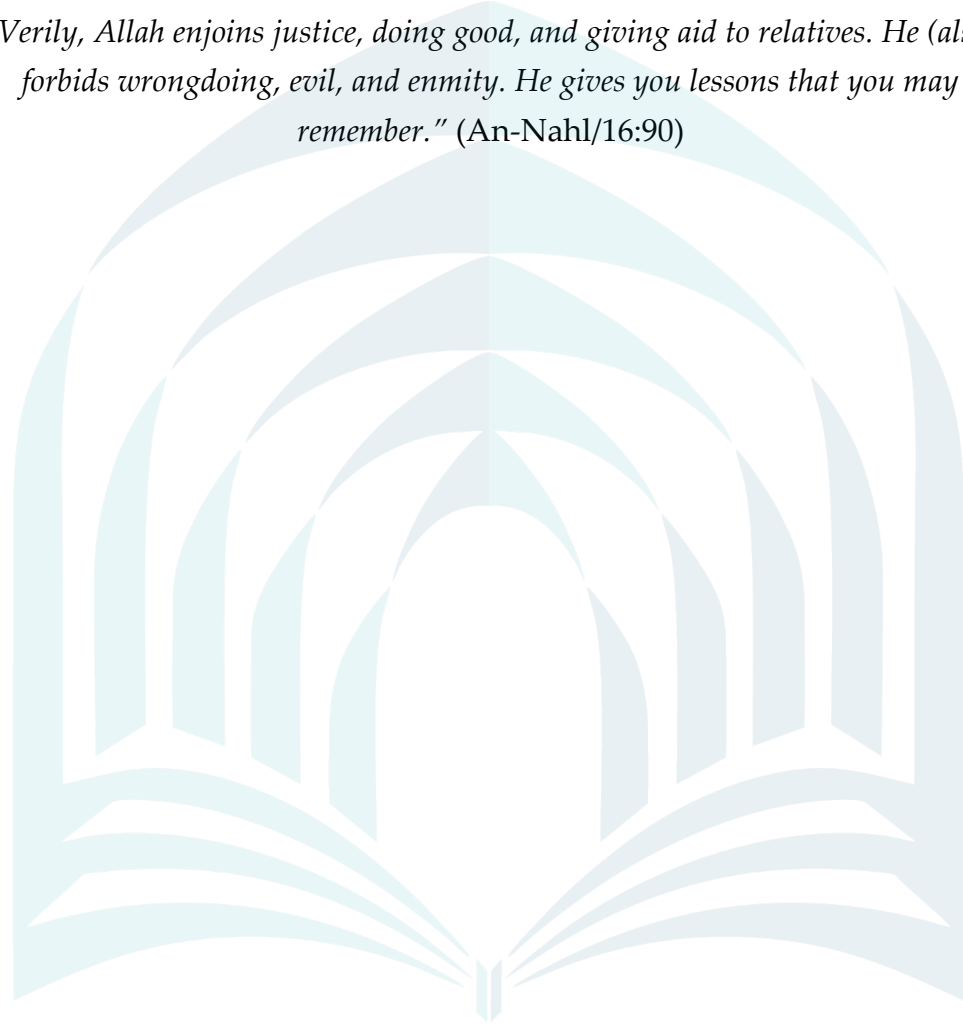 Verily, Allah enjoins justice, doing good, and giving aid to relatives. He (als
forbids wrongdoing, evil, and enmity. He gives you lessons that you may
remember.” (An-Nahl/16:90)